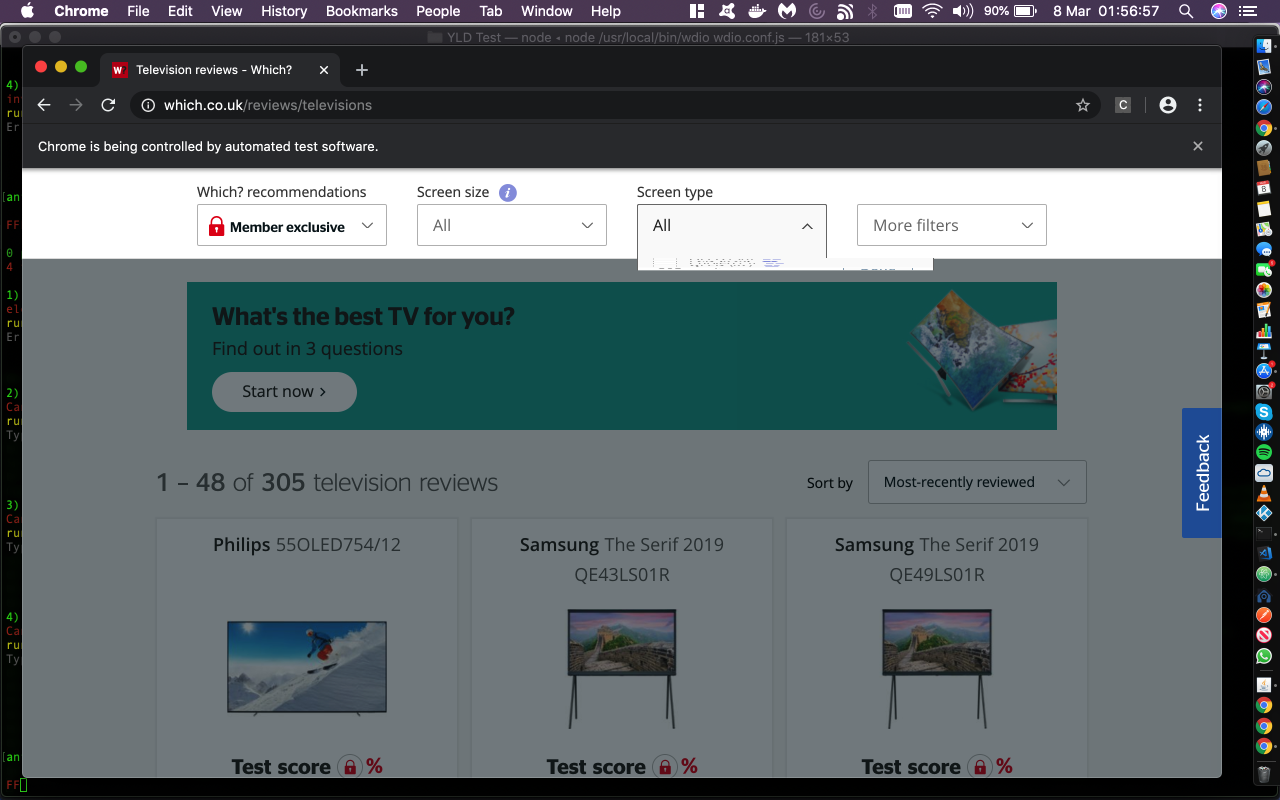 Chrome File Edit View History Bookmarks People Tab Window Help 90% 8 Mar 01:56:57
YLD Test — node ◂ node /usr/local/bin/wdio wdio.conf.js — 181×53
Television reviews - Which?
which.co.uk/reviews/televisions
C
Chrome is being controlled by automated test software.
Which? recommendations
Screen size i
Screen type
Member exclusive
All
All
More filters
What's the best TV for you?
Find out in 3 questions
Start now >
Feedback
1 – 48 of 305 television reviews
Sort by
Most-recently reviewed
Philips 55OLED754/12
Samsung The Serif 2019
QE43LS01R
Samsung The Serif 2019
QE49LS01R
Test score %
Test score %
Test score %
4)
in
run
Er
[an
FF
0
4
1)
el
run
Er
2)
Ca
run
Ty
3)
Ca
run
Ty
4)
Ca
run
Ty
[an
FF